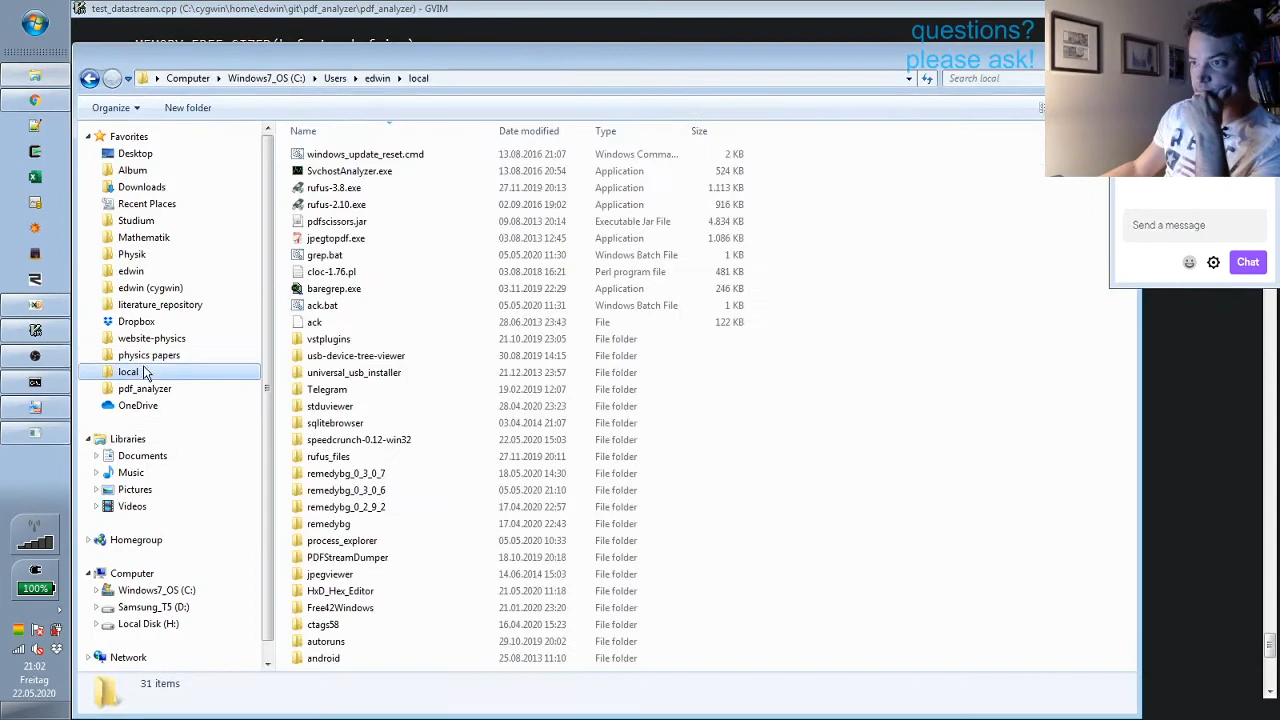 test_datastream.cpp (C:\cygwin\home\edwin\git\pdf_analyzer\pdf_analyzer) - GVIM
questions?
please ask!
Computer Windows7_OS (C:) Users edwin local
Search local
Organize New folder
Favorites
Desktop
Album
Downloads
Recent Places
Studium
Mathematik
Physik
edwin
edwin (cygwin)
literature_repository
Dropbox
website-physics
physics papers
local
pdf_analyzer
OneDrive
Libraries
Documents
Music
Pictures
Videos
Homegroup
Computer
Windows7_OS (C:)
Samsung_T5 (D:)
Local Disk (H:)
Network
Name Date modified Type Size
windows_update_reset.cmd 13.08.2016 21:07 Windows Comma... 2 KB
SvchostAnalyzer.exe 13.08.2016 20:54 Application 524 KB
rufus-3.8.exe 27.11.2019 20:13 Application 1.113 KB
rufus-2.10.exe 02.09.2016 19:02 Application 916 KB
pdfscissors.jar 09.08.2013 20:14 Executable Jar File 4.834 KB
jpegtopdf.exe 03.08.2013 12:45 Application 1.086 KB
grep.bat 05.05.2020 11:30 Windows Batch File 1 KB
cloc-1.76.pl 03.08.2018 16:21 Perl program file 481 KB
baregrep.exe 03.11.2019 22:29 Application 246 KB
ack.bat 05.05.2020 11:31 Windows Batch File 1 KB
ack 28.06.2013 23:43 File 122 KB
vstplugins 21.10.2019 23:05 File folder
usb-device-tree-viewer 30.08.2019 14:15 File folder
universal_usb_installer 21.12.2013 23:57 File folder
Telegram 19.02.2019 12:07 File folder
stduviewer 28.04.2020 23:23 File folder
sqlitebrowser 03.04.2014 21:07 File folder
speedcrunch-0.12-win32 22.05.2020 15:03 File folder
rufus_files 27.11.2019 20:11 File folder
remedybg_0_3_0_7 18.05.2020 14:30 File folder
remedybg_0_3_0_6 05.05.2020 21:10 File folder
remedybg_0_2_9_2 17.04.2020 22:57 File folder
remedybg 17.04.2020 22:43 File folder
process_explorer 05.05.2020 10:33 File folder
PDFStreamDumper 18.10.2019 20:18 File folder
jpegviewer 14.06.2014 15:03 File folder
HxD_Hex_Editor 21.05.2020 11:18 File folder
Free42Windows 21.01.2020 23:20 File folder
ctags58 16.04.2020 15:23 File folder
autoruns 29.10.2019 20:02 File folder
android 25.08.2013 11:10 File folder
31 items
Send a message
Chat
100%
21:02
Freitag
22.05.2020